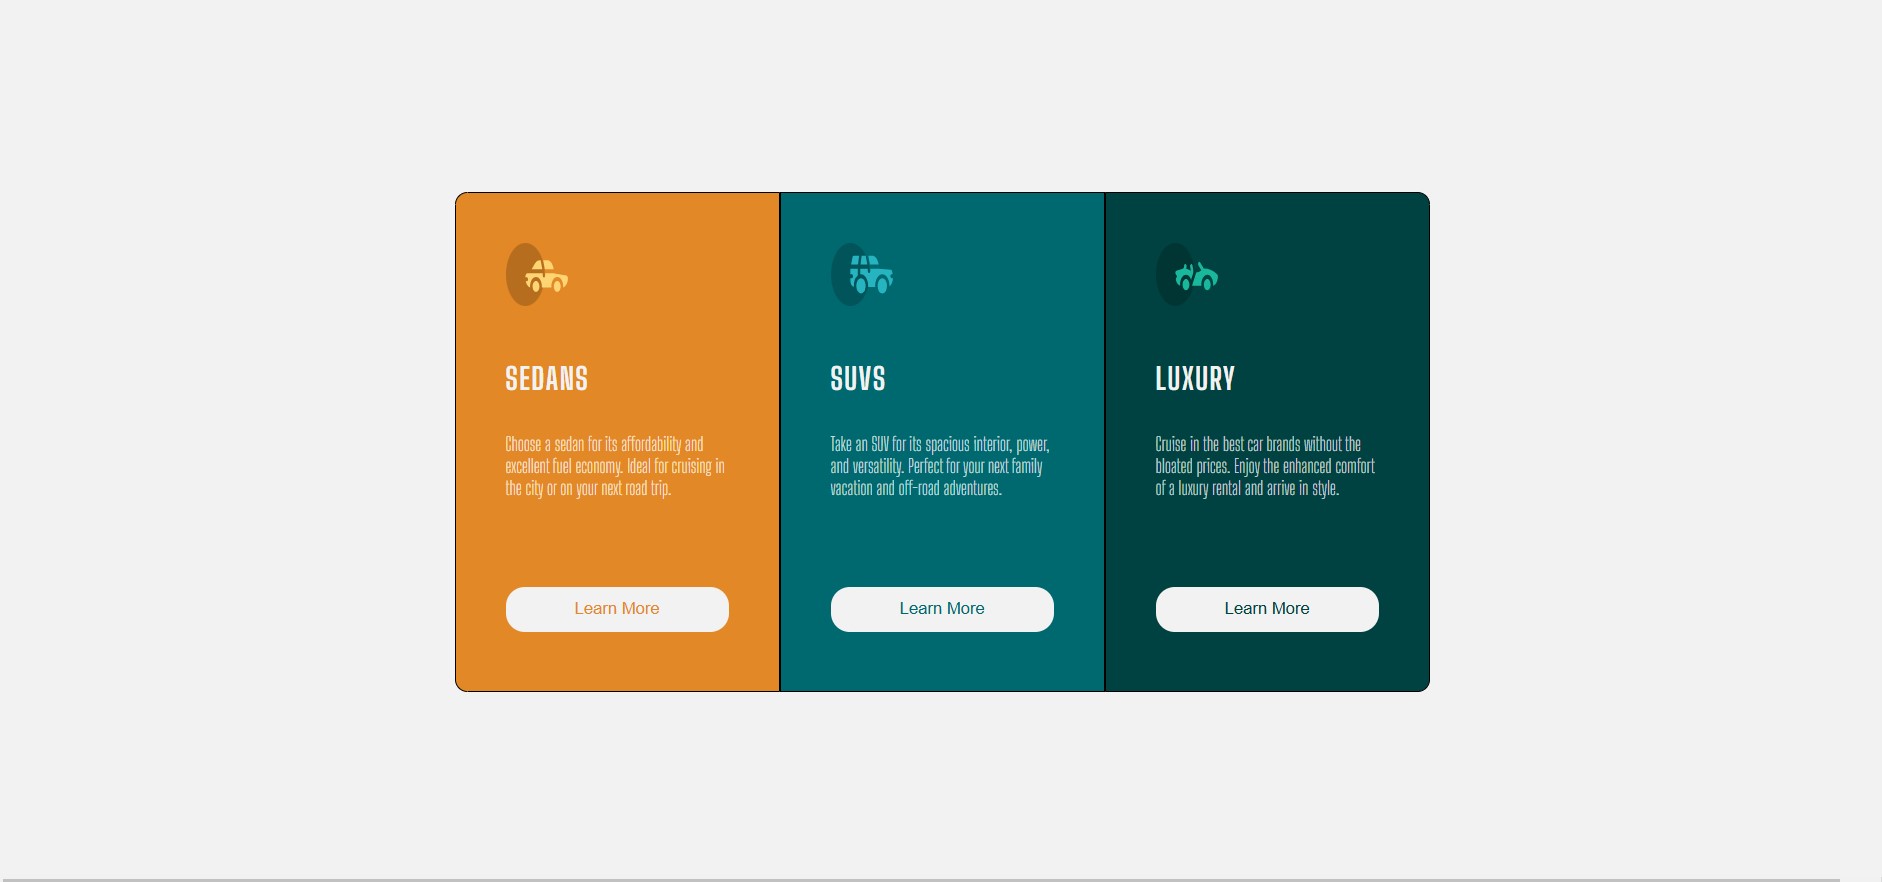 SEDANS
Choose a sedan for its affordability and
excellent fuel economy. Ideal for cruising in
the city or on your next road trip.
Learn More
SUVS
Take an SUV for its spacious interior, power,
and versatility. Perfect for your next family
vacation and off-road adventures.
Learn More
LUXURY
Cruise in the best car brands without the
bloated prices. Enjoy the enhanced comfort
of a luxury rental and arrive in style.
Learn More